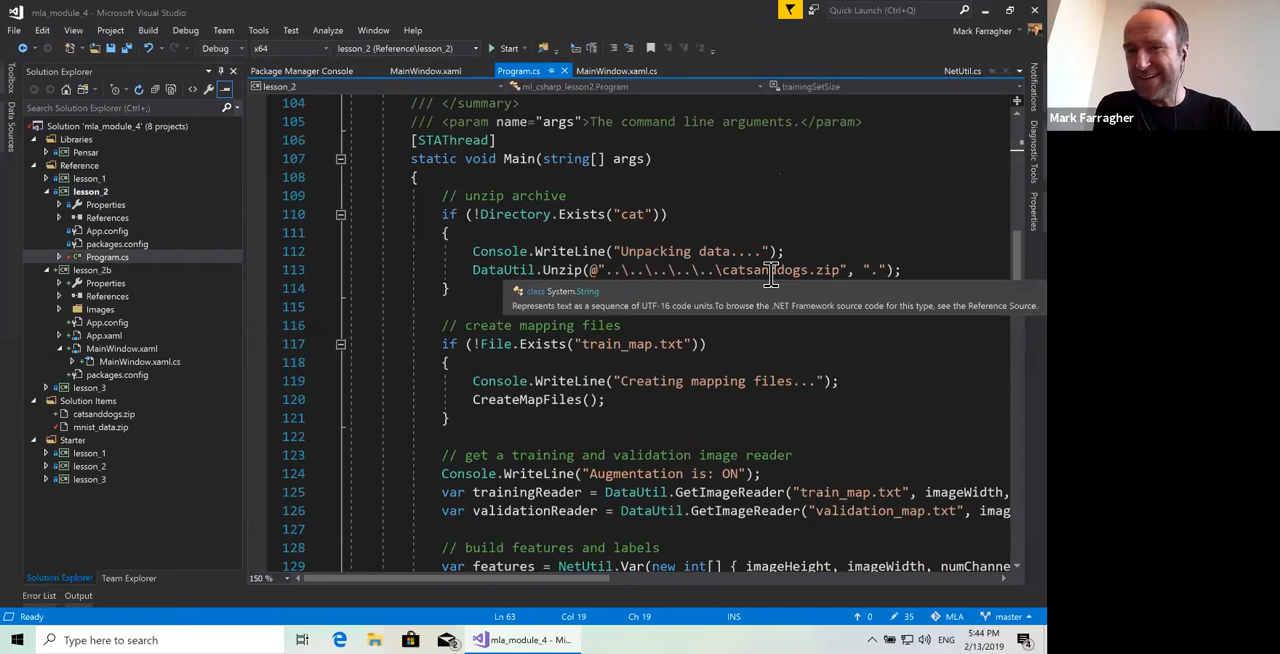 mla_module_4 - Microsoft Visual Studio
Quick Launch (Ctrl+Q)
File Edit View Project Build Debug Team Tools Test Analyze Window Help
Mark Farragher
Debug x64 lesson_2 (Reference\lesson_2) Start
Toolbox
Data Sources
Solution Explorer
Search Solution Explorer (Ctrl+;)
Solution 'mla_module_4' (8 projects)
Libraries
Pensar
Reference
lesson_1
lesson_2
Properties
References
App.config
packages.config
Program.cs
lesson_2b
Properties
References
Images
App.config
App.xaml
MainWindow.xaml
MainWindow.xaml.cs
packages.config
lesson_3
Solution Items
catsanddogs.zip
mnist_data.zip
Starter
lesson_1
lesson_2
lesson_3
Solution Explorer Team Explorer
Package Manager Console MainWindow.xaml Program.cs MainWindow.xaml.cs NetUtil.cs
lesson_2 ml_csharp_lesson2.Program trainingSetSize
104 /// </summary>
105 /// <param name="args">The command line arguments.</param>
106 [STAThread]
107 static void Main(string[] args)
108 {
109 // unzip archive
110 if (!Directory.Exists("cat"))
111 {
112 Console.WriteLine("Unpacking data....");
113 DataUtil.Unzip(@"..\..\..\..\..\catsanddogs.zip", ".");
114 }
class System.String
Represents text as a sequence of UTF-16 code units.To browse the .NET Framework source code for this type, see the Reference Source.
115
116 // create mapping files
117 if (!File.Exists("train_map.txt"))
118 {
119 Console.WriteLine("Creating mapping files...");
120 CreateMapFiles();
121 }
122
123 // get a training and validation image reader
124 Console.WriteLine("Augmentation is: ON");
125 var trainingReader = DataUtil.GetImageReader("train_map.txt", imageWidth,
126 var validationReader = DataUtil.GetImageReader("validation_map.txt", imag
127
128 // build features and labels
129 var features = NetUtil.Var(new int[] { imageHeight, imageWidth, numChanne
150 %
Notifications
Diagnostic Tools
Properties
Mark Farragher
Error List Output
Ready Ln 63 Col 19 Ch 19 INS 0 35 MLA master
Type here to search
2
mla_module_4 - Mi...
ENG
5:44 PM
2/13/2019
4